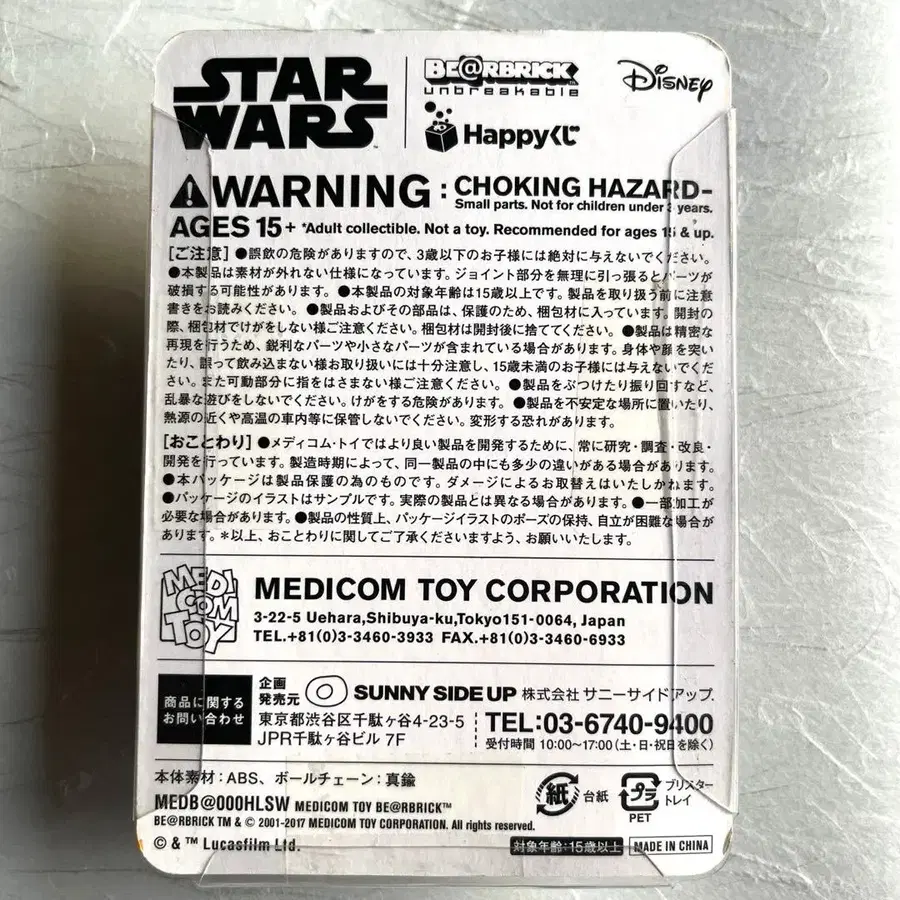 STAR WARS
BE@RBRICK
unbreakable
Happyくじ
Disney
WARNING : CHOKING HAZARD–
Small parts. Not for children under 3 years.
AGES 15+ *Adult collectible. Not a toy. Recommended for ages 15 & up.
[ご注意] ●誤飲の危険がありますので、3歳以下のお子様には絶対に与えないでください。
●本製品は素材が外れない仕様になっています。ジョイント部分を無理に引っ張るとパーツが
破損する可能性があります。●本製品の対象年齢は15歳以上です。製品を取り扱う前に注意
書きをお読みください。●製品およびその部品は、保護のため、梱包材に入っています。開封の
際、梱包材でけがをしない様ご注意ください。梱包材は開封後に捨ててください。●製品は精密な
再現を行うため、鋭利なパーツや小さなパーツが含まれている場合があります。身体や顔を突い
たり、誤って飲み込まない様お取り扱いには十分注意し、15歳未満のお子様には与えないでくだ
さい。また可動部分に指をはさまない様ご注意ください。●製品をぶつけたり振り回すなど、
乱暴な遊びをしないでください。けがをする危険があります。●製品を不安定な場所に置いたり、
熱源の近くや高温の車内等に保管しないでください。変形する恐れがあります。
[おことわり] ●メディコム・トイではより良い製品を開発するために、常に研究・調査・改良・
開発を行っています。製造時期によって、同一製品の中にも多少の違いがある場合があります。
●本パッケージは製品保護の為のものです。ダメージによるお取替えはいたしかねます。
●パッケージのイラストはサンプルです。実際の製品とは異なる場合があります。●一部加工が
必要な場合があります。●製品の性質上、パッケージイラストのポーズの保持、自立が困難な場合が
あります。＊以上、おことわりに関してご了承くださいますよう、お願いいたします。
MEDI COM TOY
MEDICOM TOY CORPORATION
3-22-5 Uehara,Shibuya-ku,Tokyo151-0064, Japan
TEL.+81(0)3-3460-3933 FAX.+81(0)3-3460-6933
商品に関する
お問い合わせ
企画
発売元
SUNNY SIDE UP 株式会社 サニーサイドアップ.
東京都渋谷区千駄ヶ谷4-23-5
JPR千駄ヶ谷ビル 7F
TEL:03-6740-9400
受付時間 10:00~17:00 (土・日・祝日を除く)
本体素材：ABS、ボールチェーン：真鍮
紙 台紙
プラ PET
ブリスター
トレイ
MEDB@000HLSW MEDICOM TOY BE@RBRICK™
BE@RBRICK TM & © 2001-2017 MEDICOM TOY CORPORATION. All rights reserved.
© & ™ Lucasfilm Ltd.
対象年齢：15歳以上
MADE IN CHINA